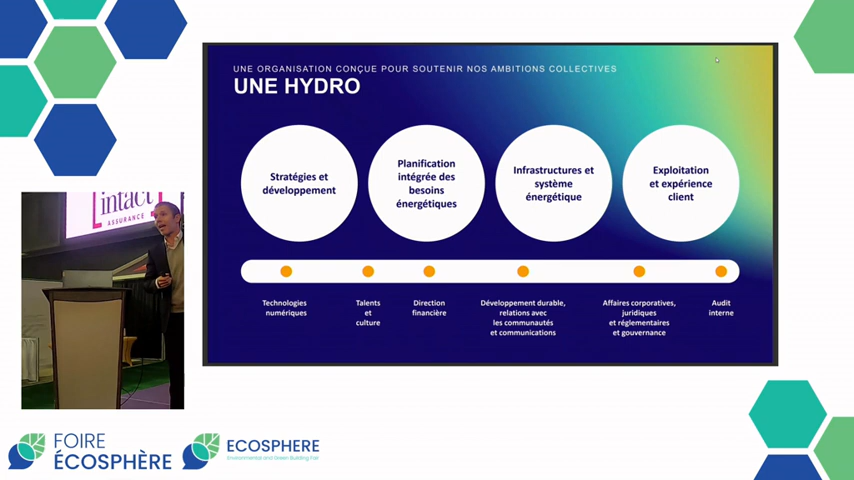 UNE ORGANISATION CONÇUE POUR SOUTENIR NOS AMBITIONS COLLECTIVES
UNE HYDRO
Stratégies et
développement
Planification
intégrée des
besoins
énergétiques
Infrastructures et
système
énergétique
Exploitation
et expérience
client
Technologies
numériques
Talents
et
culture
Direction
financière
Développement durable,
relations avec
les communautés
et communications
Affaires corporatives,
juridiques
et réglementaires
et gouvernance
Audit
interne
[intact]
ASSURANCE
FOIRE
ÉCOSPHÈRE
ECOSPHERE
Environmental and Green Building Fair